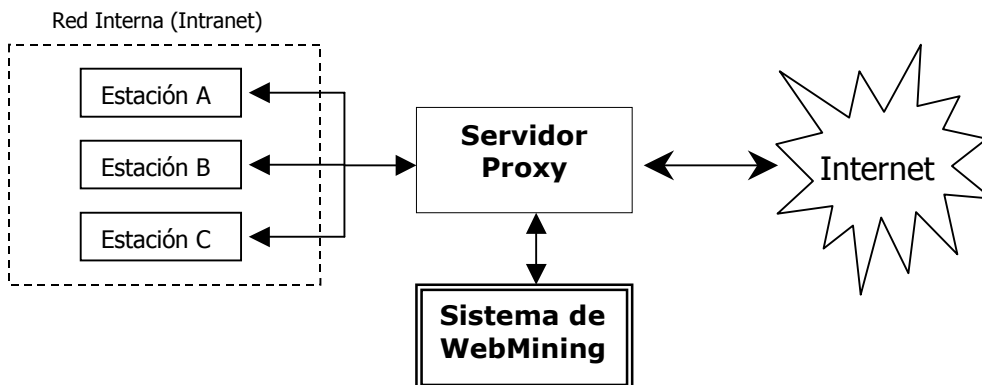 Red Interna (Intranet)
Estación A
Estación B
Estación C
Servidor
Proxy
Internet
Sistema de
WebMining